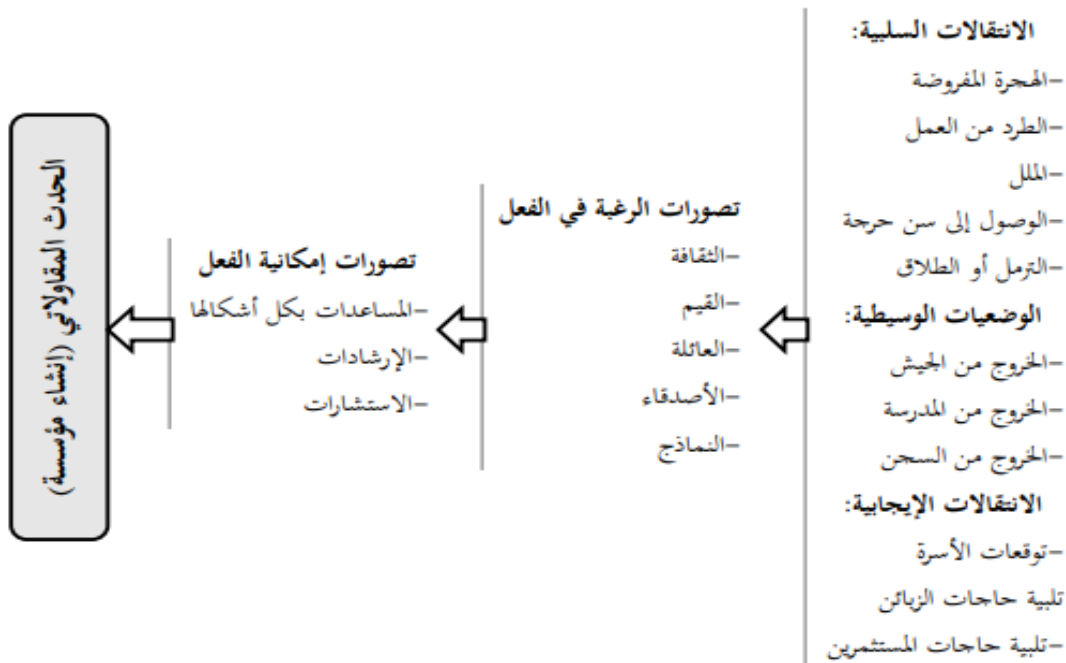 الانتقالات السلبية:
-الهجرة المفروضة
-الطرد من العمل
-الملل
-الوصول إلى سن حرجة
-الترمل أو الطلاق
الوضعيات الوسيطية:
-الخروج من الجيش
-الخروج من المدرسة
-الخروج من السجن
الانتقالات الإيجابية:
-توقعات الأسرة
تلبية حاجات الزبائن
-تلبية حاجات المستثمرين
تصورات الرغبة في الفعل
-الثقافة
-القيم
-العائلة
-الأصدقاء
-النماذج
تصورات إمكانية الفعل
-المساعدات بكل أشكالها
-الإرشادات
-الاستشارات
الحدث المقاولاتي (إنشاء مؤسسة)